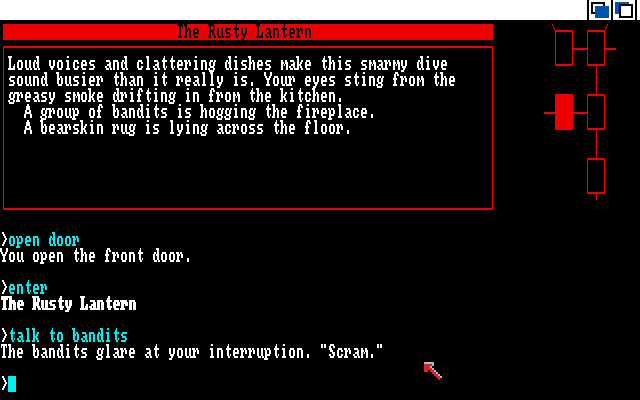 The Rusty Lantern
Loud voices and clattering dishes make this smarmy dive
sound busier than it really is. Your eyes sting from the
greasy smoke drifting in from the kitchen.
A group of bandits is hogging the fireplace.
A bearskin rug is lying across the floor.
>open door
You open the front door.
>enter
The Rusty Lantern
>talk to bandits
The bandits glare at your interruption. "Scram."
>